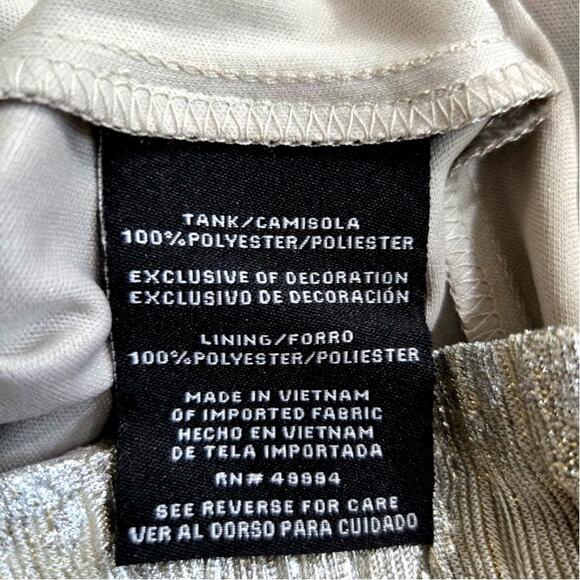 TANK/CAMISOLA
100%POLYESTER/POLIESTER
EXCLUSIVE OF DECORATION
EXCLUSIVO DE DECORACIÓN
LINING/FORRO
100%POLYESTER/POLIESTER
MADE IN VIETNAM
OF IMPORTED FABRIC
HECHO EN VIETNAM
DE TELA IMPORTADA
RN# 49994
SEE REVERSE FOR CARE
VER AL DORSO PARA CUIDADO